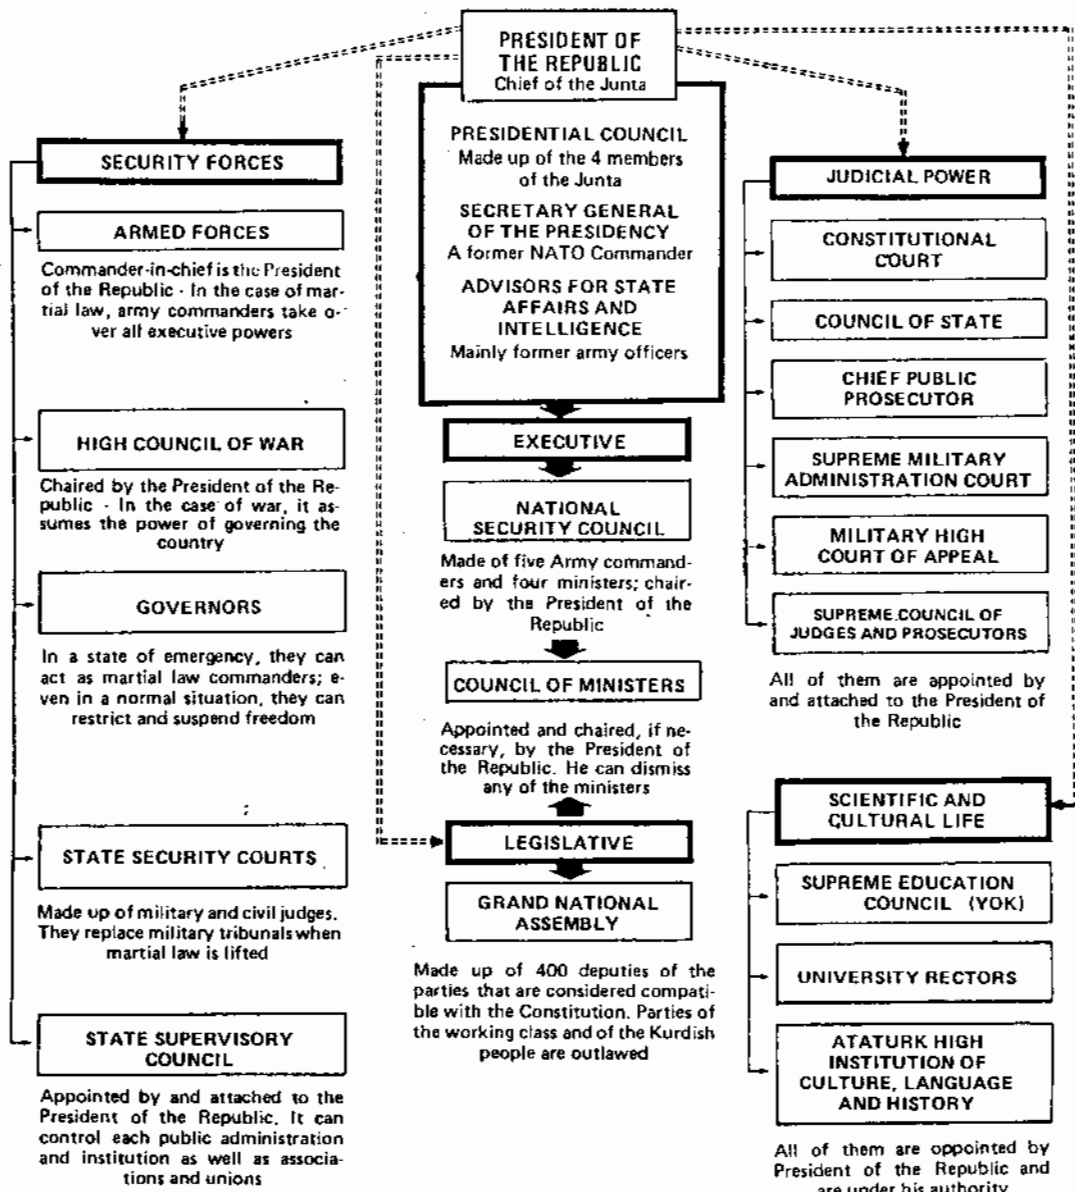 PRESIDENT OF
THE REPUBLIC
Chief of the Junta
PRESIDENTIAL COUNCIL
Made up of the 4 members
of the Junta
SECRETARY GENERAL
OF THE PRESIDENCY
A former NATO Commander
ADVISORS FOR STATE
AFFAIRS AND
INTELLIGENCE
Mainly former army officers
SECURITY FORCES
ARMED FORCES
Commander-in-chief is the President
of the Republic - In the case of mar-
tial law, army commanders take o-
ver all executive powers
HIGH COUNCIL OF WAR
Chaired by the President of the Re-
public - In the case of war, it as-
sumes the power of governing the
country
GOVERNORS
In a state of emergency, they can
act as martial law commanders; e-
ven in a normal situation, they can
restrict and suspend freedom
STATE SECURITY COURTS
Made up of military and civil judges.
They replace military tribunals when
martial law is lifted
STATE SUPERVISORY
COUNCIL
Appointed by and attached to the
President of the Republic. It can
control each public administration
and institution as well as associa-
tions and unions
EXECUTIVE
NATIONAL
SECURITY COUNCIL
Made of five Army command-
ers and four ministers; chair-
ed by the President of the
Republic
COUNCIL OF MINISTERS
Appointed and chaired, if ne-
cessary, by the President of
the Republic. He can dismiss
any of the ministers
LEGISLATIVE
GRAND NATIONAL
ASSEMBLY
Made up of 400 deputies of the
parties that are considered compati-
ble with the Constitution. Parties of
the working class and of the Kurdish
people are outlawed
JUDICIAL POWER
CONSTITUTIONAL
COURT
COUNCIL OF STATE
CHIEF PUBLIC
PROSECUTOR
SUPREME MILITARY
ADMINISTRATION COURT
MILITARY HIGH
COURT OF APPEAL
SUPREME COUNCIL OF
JUDGES AND PROSECUTORS
All of them are appointed by
and attached to the President of
the Republic
SCIENTIFIC AND
CULTURAL LIFE
SUPREME EDUCATION
COUNCIL (YOK)
UNIVERSITY RECTORS
ATATURK HIGH
INSTITUTION OF
CULTURE, LANGUAGE
AND HISTORY
All of them are oppointed by
President of the Republic and
are under his authority